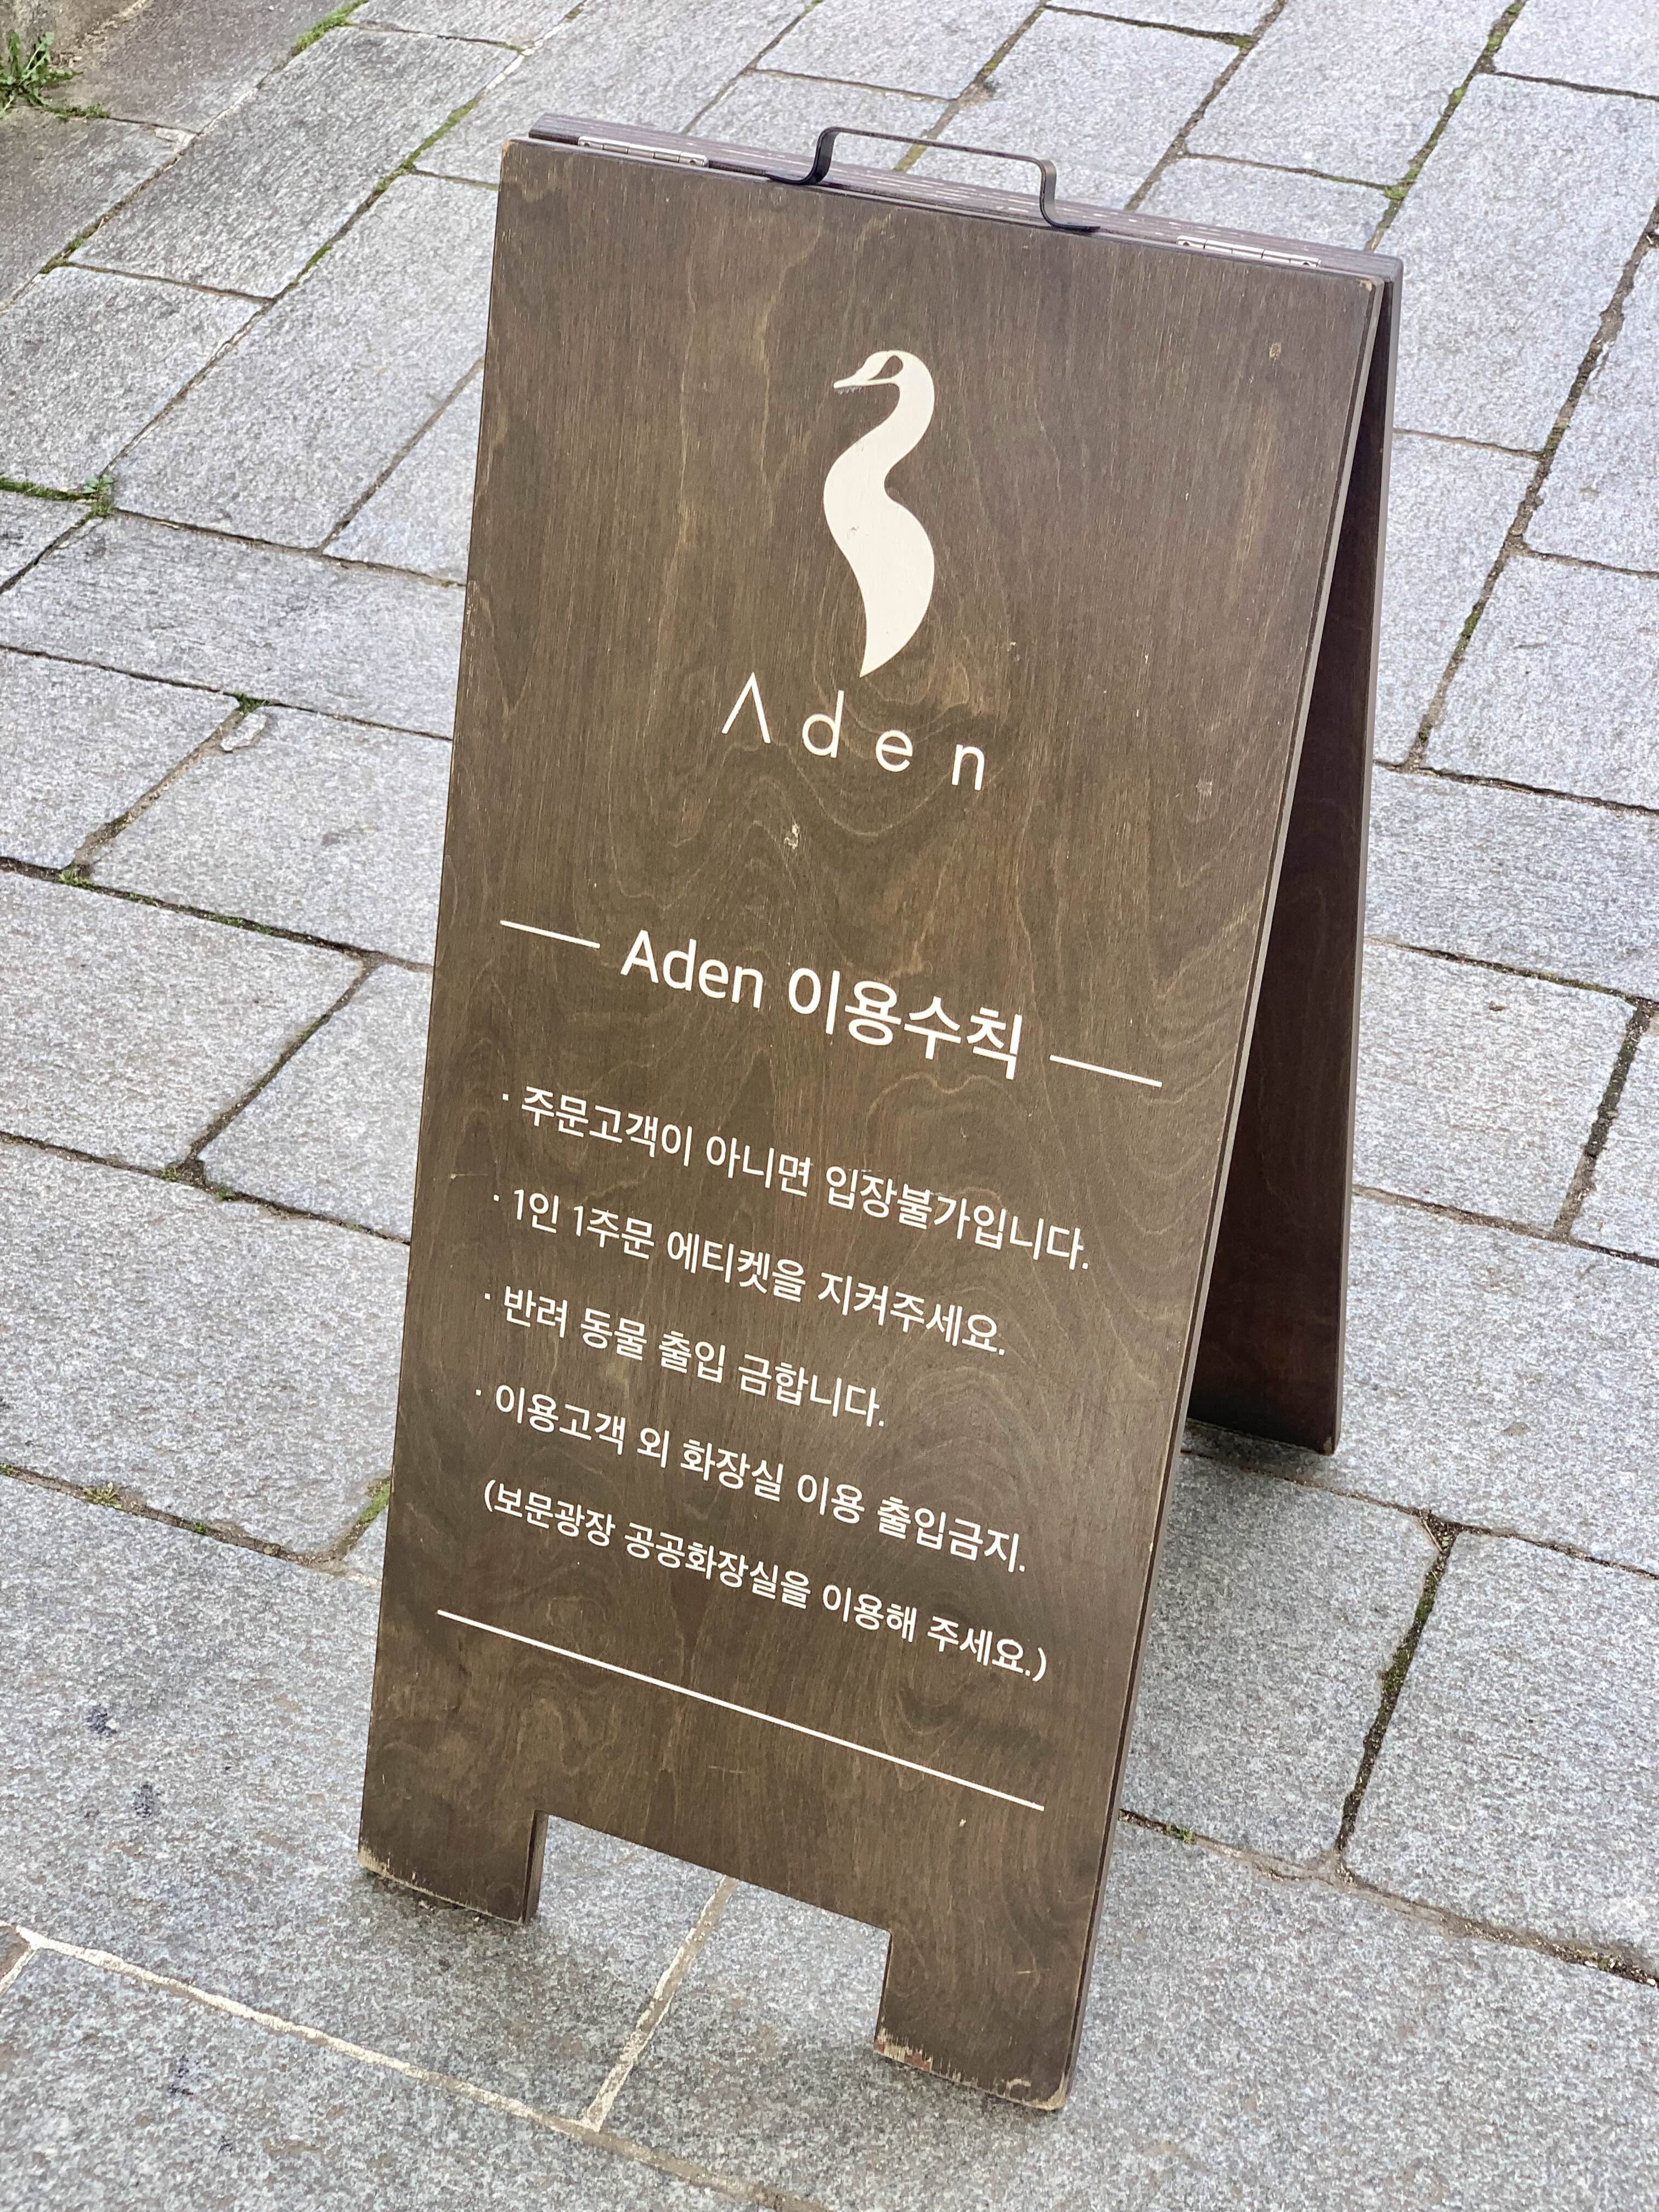 Aden
Aden 이용수칙
· 주문고객이 아니면 입장불가입니다.
· 1인 1주문 에티켓을 지켜주세요.
· 반려 동물 출입 금합니다.
· 이용고객 외 화장실 이용 출입금지.
(보문광장 공공화장실을 이용해 주세요.)